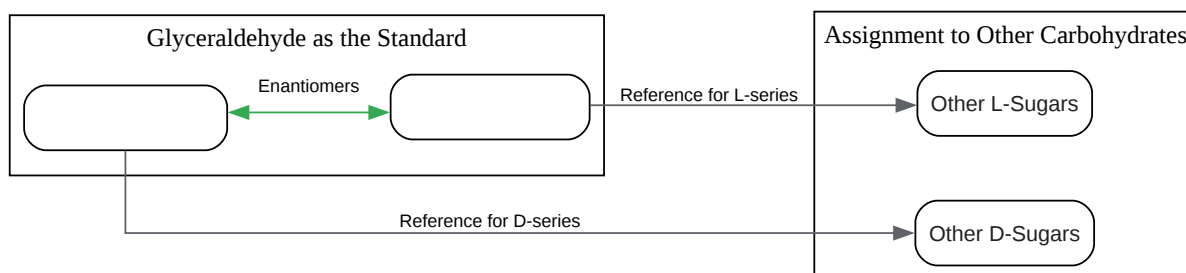 Glyceraldehyde as the Standard
Assignment to Other Carbohydrates
Enantiomers
Reference for L-series
Other L-Sugars
Reference for D-series
Other D-Sugars